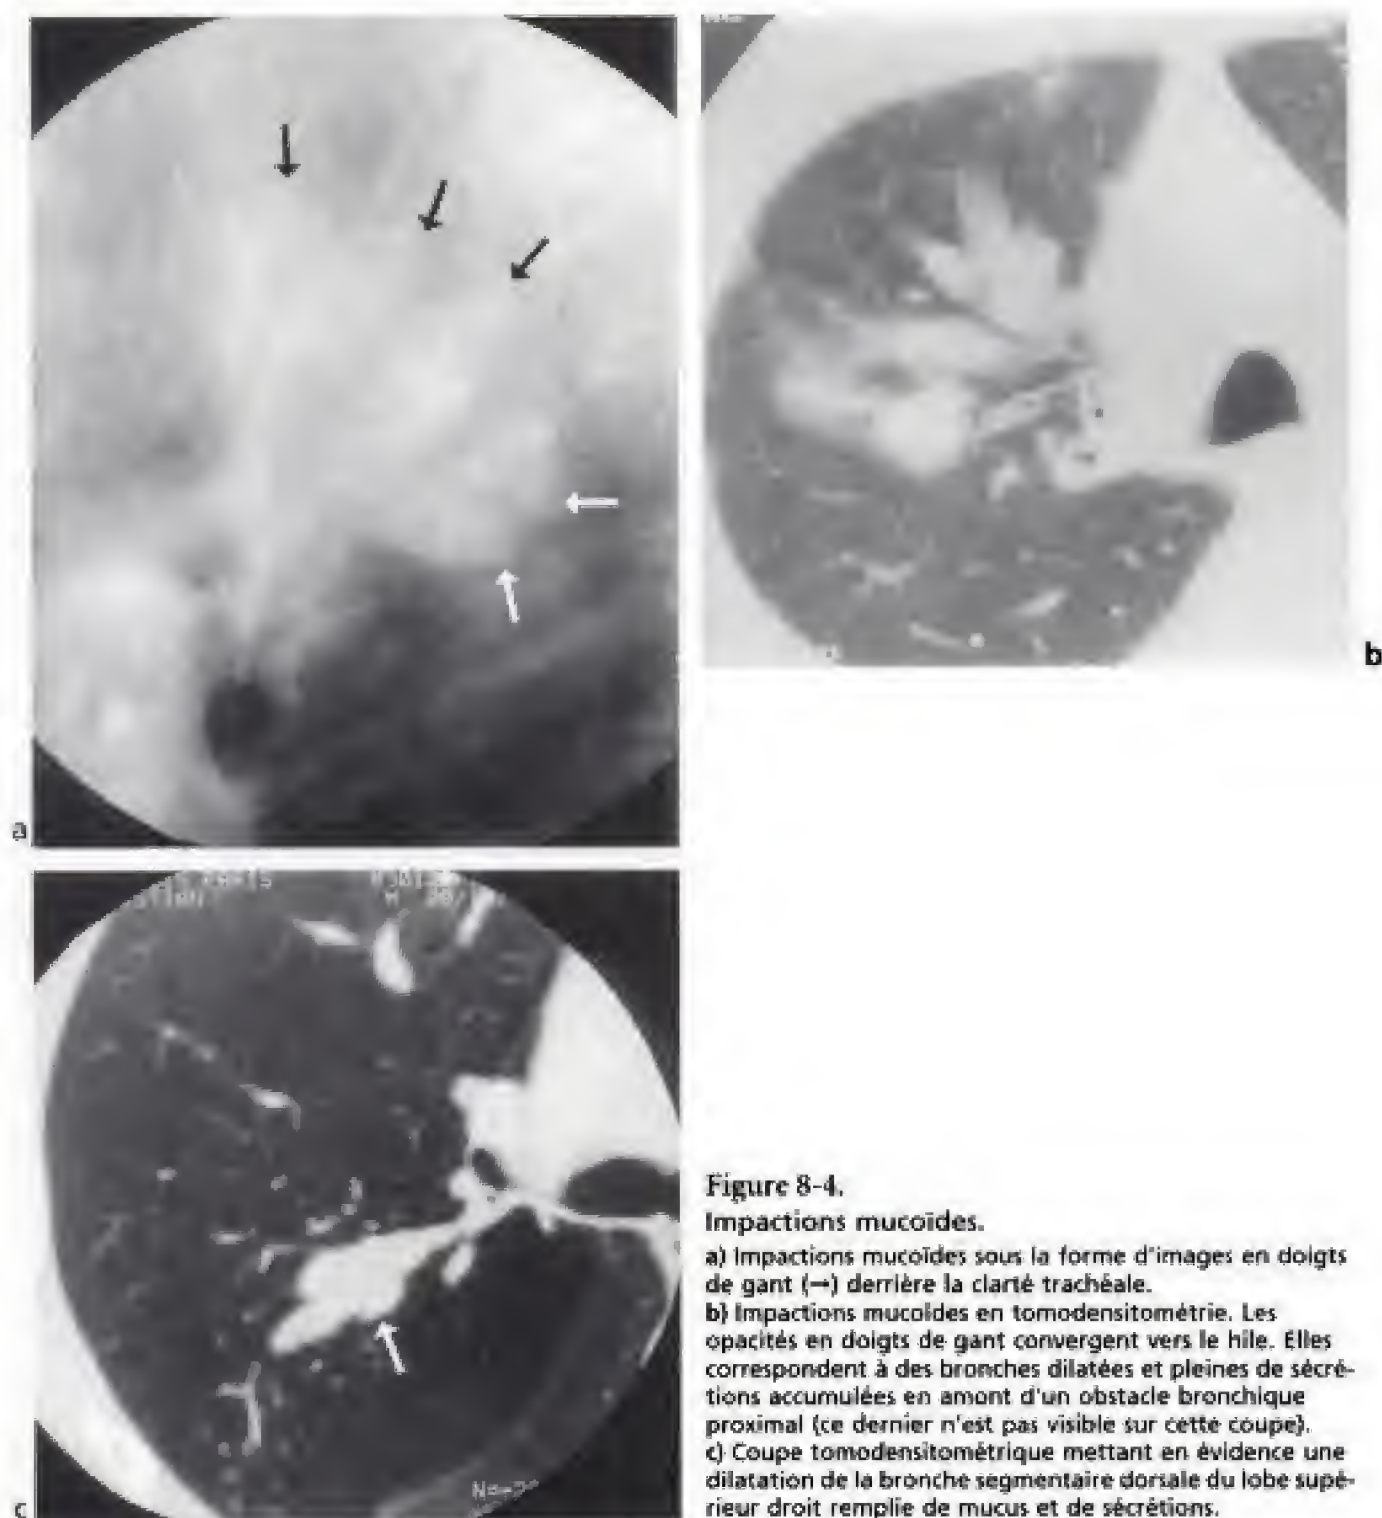 b
a
c
Figure 8-4.
Impactions mucoïdes.
a) Impactions mucoïdes sous la forme d'images en doigts
de gant (→) derrière la clarté trachéale.
b) Impactions mucoïdes en tomodensitométrie. Les
opacités en doigts de gant convergent vers le hile. Elles
correspondent à des bronches dilatées et pleines de sécré-
tions accumulées en amont d'un obstacle bronchique
proximal (ce dernier n'est pas visible sur cette coupe).
c) Coupe tomodensitométrique mettant en évidence une
dilatation de la bronche segmentaire dorsale du lobe supé-
rieur droit remplie de mucus et de sécrétions.